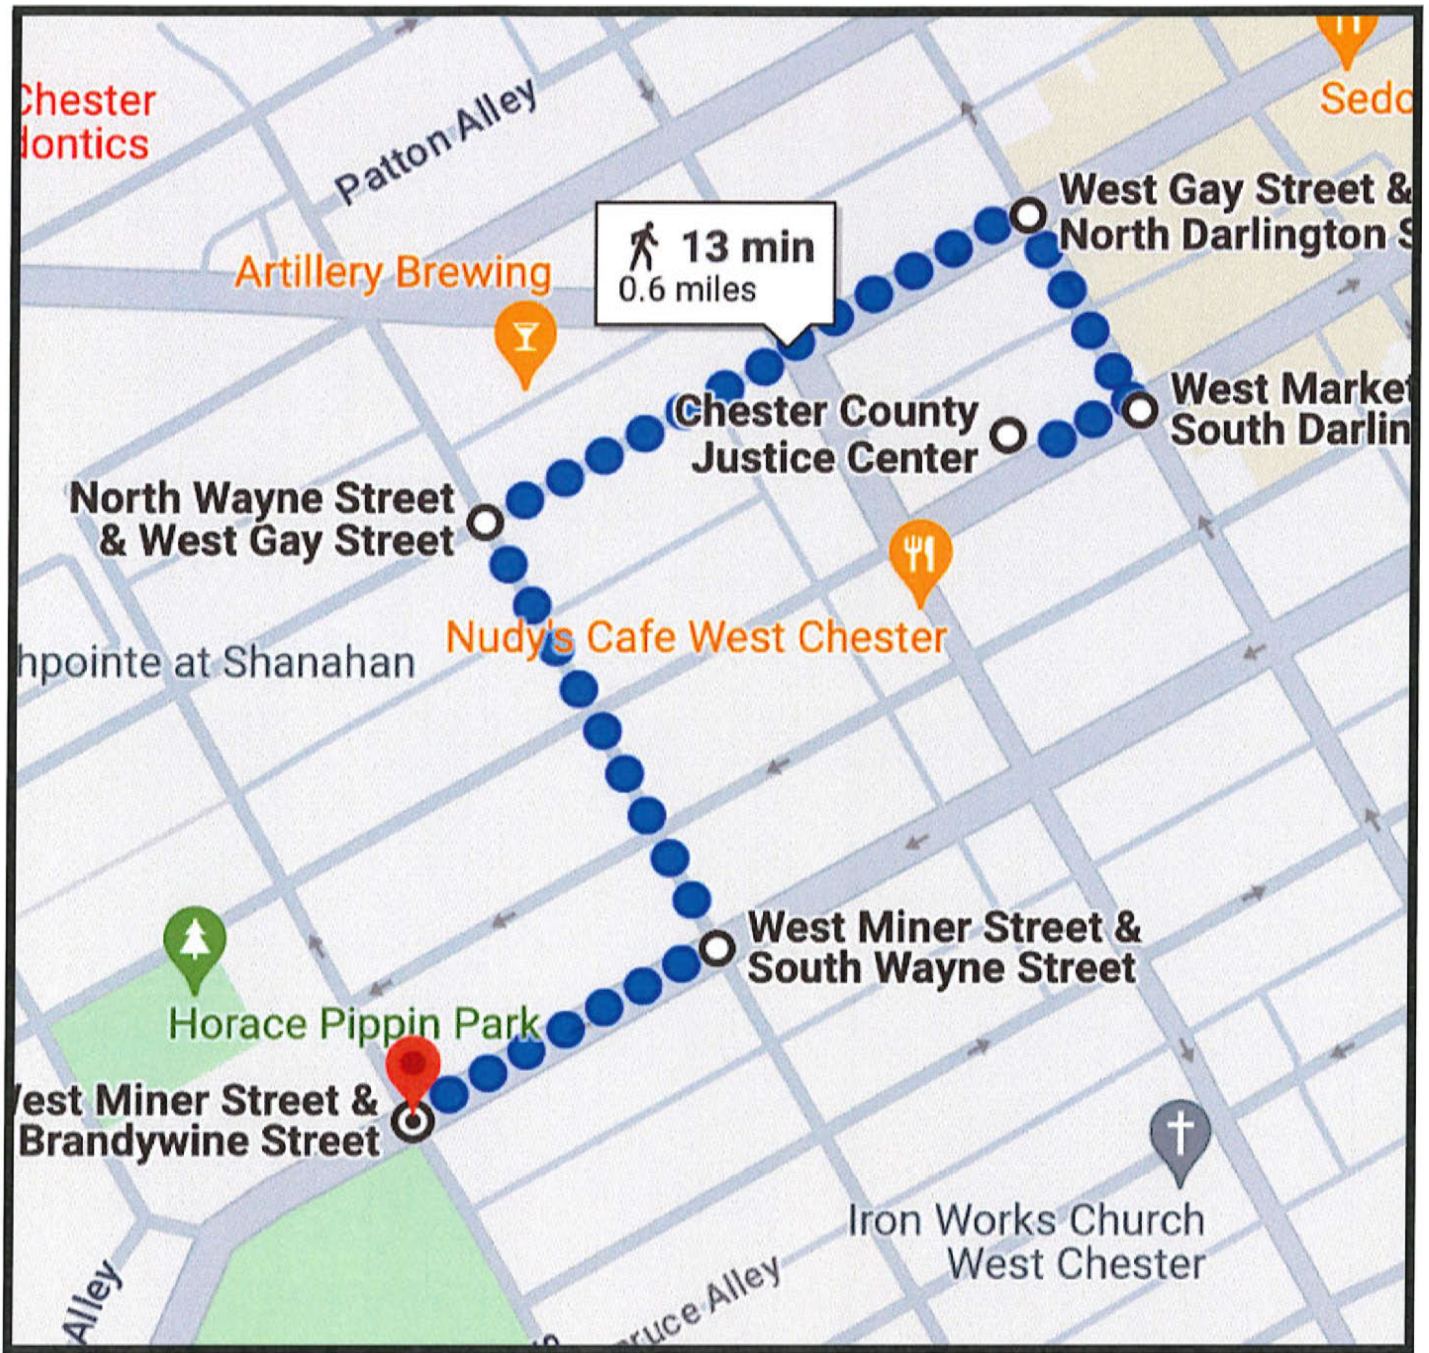 Chester
dontics
Patton Alley
Sedo
West Gay Street &
North Darlington S
13 min
0.6 miles
Artillery Brewing
West Market
South Darlin
Chester County
Justice Center
North Wayne Street
& West Gay Street
Nudy's Cafe West Chester
hpointe at Shanahan
West Miner Street &
South Wayne Street
Horace Pippin Park
West Miner Street &
Brandywine Street
Iron Works Church
West Chester
Alley
ruce Alley